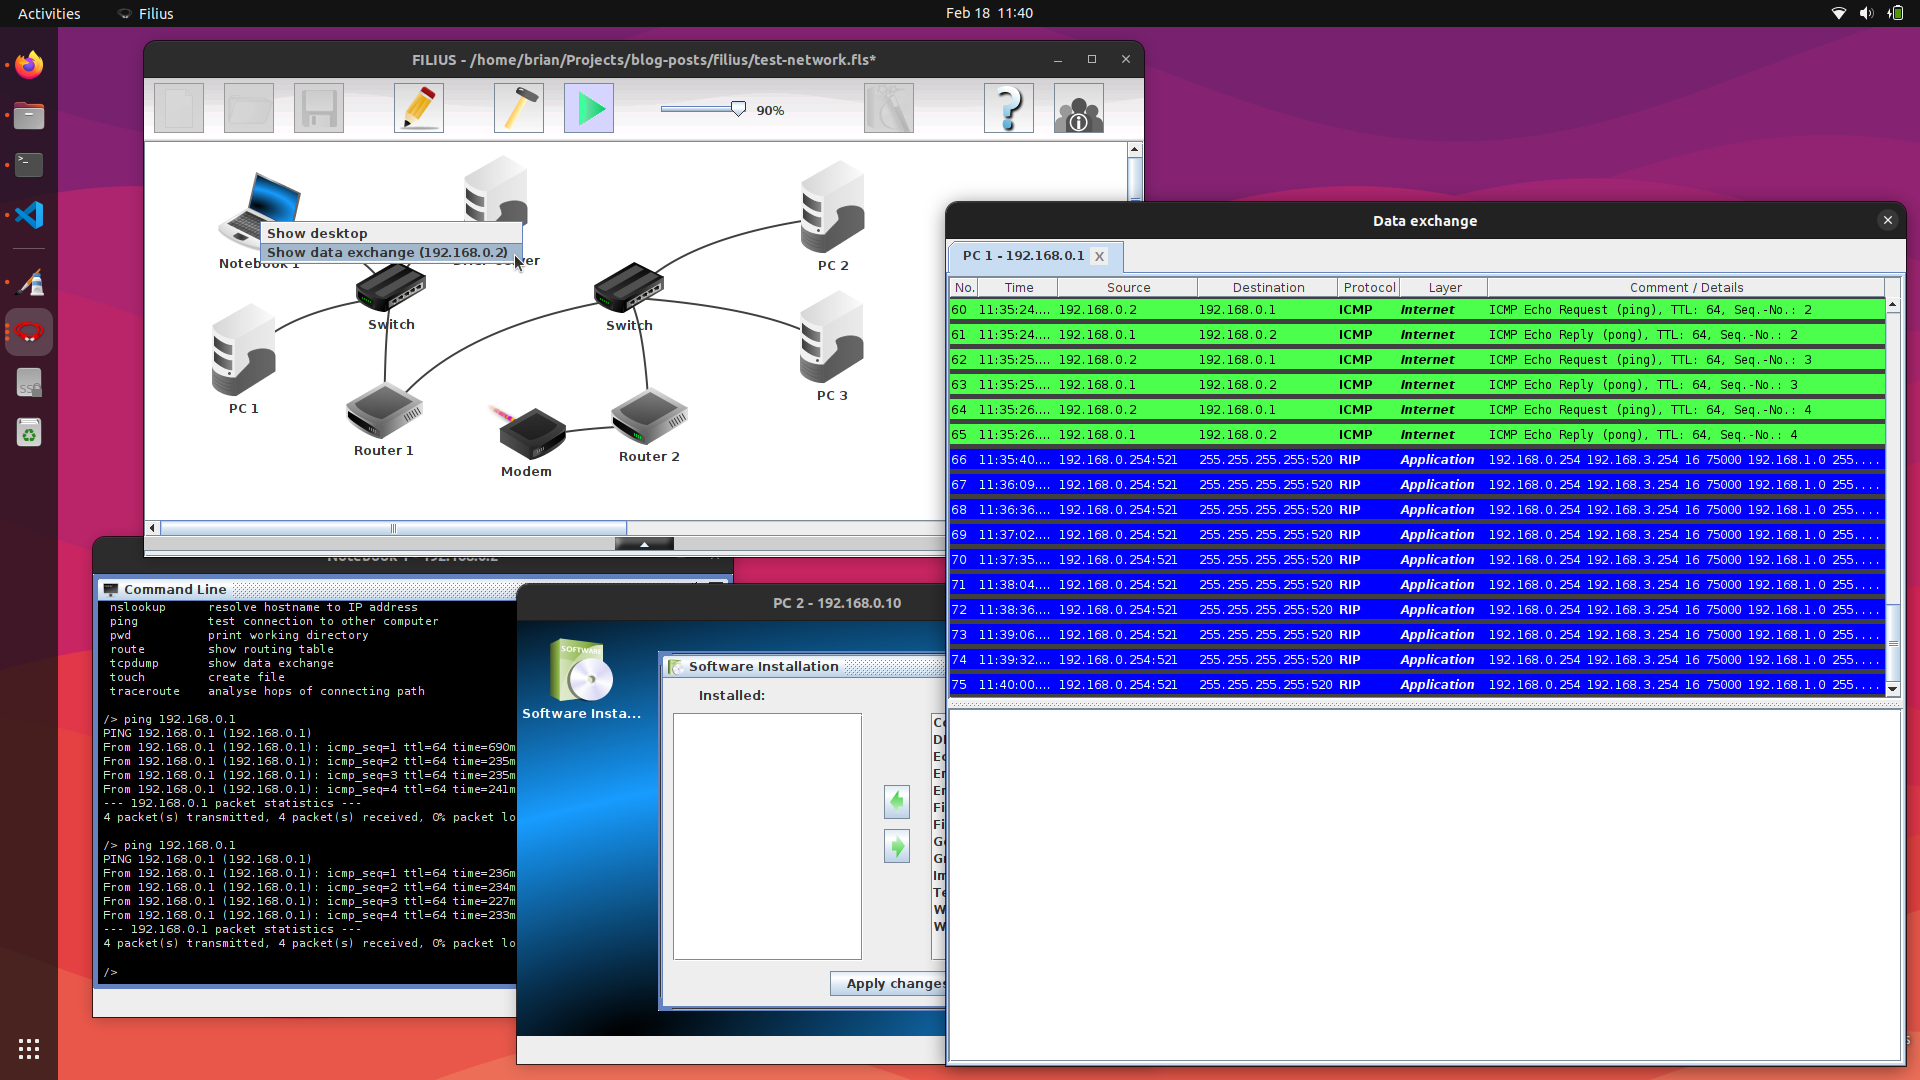 Activities
Filius
Feb 18 11:40
FILIUS - /home/brian/Projects/blog-posts/filius/test-network.fls*
90%
Show desktop
Show data exchange (192.168.0.2)
Notebook 1
Switch
PC 1
Router 1
Modem
Router 2
Switch
PC 2
PC 3
Data exchange
PC 1 - 192.168.0.1 X
No. Time Source Destination Protocol Layer Comment / Details
60 11:35:24.... 192.168.0.2 192.168.0.1 ICMP Internet ICMP Echo Request (ping), TTL: 64, Seq.-No.: 2
61 11:35:24.... 192.168.0.1 192.168.0.2 ICMP Internet ICMP Echo Reply (pong), TTL: 64, Seq.-No.: 2
62 11:35:25.... 192.168.0.2 192.168.0.1 ICMP Internet ICMP Echo Request (ping), TTL: 64, Seq.-No.: 3
63 11:35:25.... 192.168.0.1 192.168.0.2 ICMP Internet ICMP Echo Reply (pong), TTL: 64, Seq.-No.: 3
64 11:35:26.... 192.168.0.2 192.168.0.1 ICMP Internet ICMP Echo Request (ping), TTL: 64, Seq.-No.: 4
65 11:35:26.... 192.168.0.1 192.168.0.2 ICMP Internet ICMP Echo Reply (pong), TTL: 64, Seq.-No.: 4
66 11:35:40.... 192.168.0.254:521 255.255.255.255:520 RIP Application 192.168.0.254 192.168.3.254 16 75000 192.168.1.0 255....
67 11:36:09.... 192.168.0.254:521 255.255.255.255:520 RIP Application 192.168.0.254 192.168.3.254 16 75000 192.168.1.0 255....
68 11:36:36.... 192.168.0.254:521 255.255.255.255:520 RIP Application 192.168.0.254 192.168.3.254 16 75000 192.168.1.0 255....
69 11:37:02.... 192.168.0.254:521 255.255.255.255:520 RIP Application 192.168.0.254 192.168.3.254 16 75000 192.168.1.0 255....
70 11:37:35.... 192.168.0.254:521 255.255.255.255:520 RIP Application 192.168.0.254 192.168.3.254 16 75000 192.168.1.0 255....
71 11:38:04.... 192.168.0.254:521 255.255.255.255:520 RIP Application 192.168.0.254 192.168.3.254 16 75000 192.168.1.0 255....
72 11:38:36.... 192.168.0.254:521 255.255.255.255:520 RIP Application 192.168.0.254 192.168.3.254 16 75000 192.168.1.0 255....
73 11:39:06.... 192.168.0.254:521 255.255.255.255:520 RIP Application 192.168.0.254 192.168.3.254 16 75000 192.168.1.0 255....
74 11:39:32.... 192.168.0.254:521 255.255.255.255:520 RIP Application 192.168.0.254 192.168.3.254 16 75000 192.168.1.0 255....
75 11:40:00.... 192.168.0.254:521 255.255.255.255:520 RIP Application 192.168.0.254 192.168.3.254 16 75000 192.168.1.0 255....
Notebook 1 - 192.168.0.2
Command Line
nslookup resolve hostname to IP address
ping test connection to other computer
pwd print working directory
route show routing table
tcpdump show data exchange
touch create file
traceroute analyse hops of connecting path
/> ping 192.168.0.1
PING 192.168.0.1 (192.168.0.1)
From 192.168.0.1 (192.168.0.1): icmp_seq=1 ttl=64 time=690m
From 192.168.0.1 (192.168.0.1): icmp_seq=2 ttl=64 time=235m
From 192.168.0.1 (192.168.0.1): icmp_seq=3 ttl=64 time=235m
From 192.168.0.1 (192.168.0.1): icmp_seq=4 ttl=64 time=241m
--- 192.168.0.1 packet statistics ---
4 packet(s) transmitted, 4 packet(s) received, 0% packet lo
/> ping 192.168.0.1
PING 192.168.0.1 (192.168.0.1)
From 192.168.0.1 (192.168.0.1): icmp_seq=1 ttl=64 time=236m
From 192.168.0.1 (192.168.0.1): icmp_seq=2 ttl=64 time=234m
From 192.168.0.1 (192.168.0.1): icmp_seq=3 ttl=64 time=227m
From 192.168.0.1 (192.168.0.1): icmp_seq=4 ttl=64 time=233m
--- 192.168.0.1 packet statistics ---
4 packet(s) transmitted, 4 packet(s) received, 0% packet lo
/>
PC 2 - 192.168.0.10
SOFTWARE
Software Insta...
Software Installation
Installed:
D
Ec
Fi
Fi
Ge
Gr
Te
W
W
Apply changes
SSD